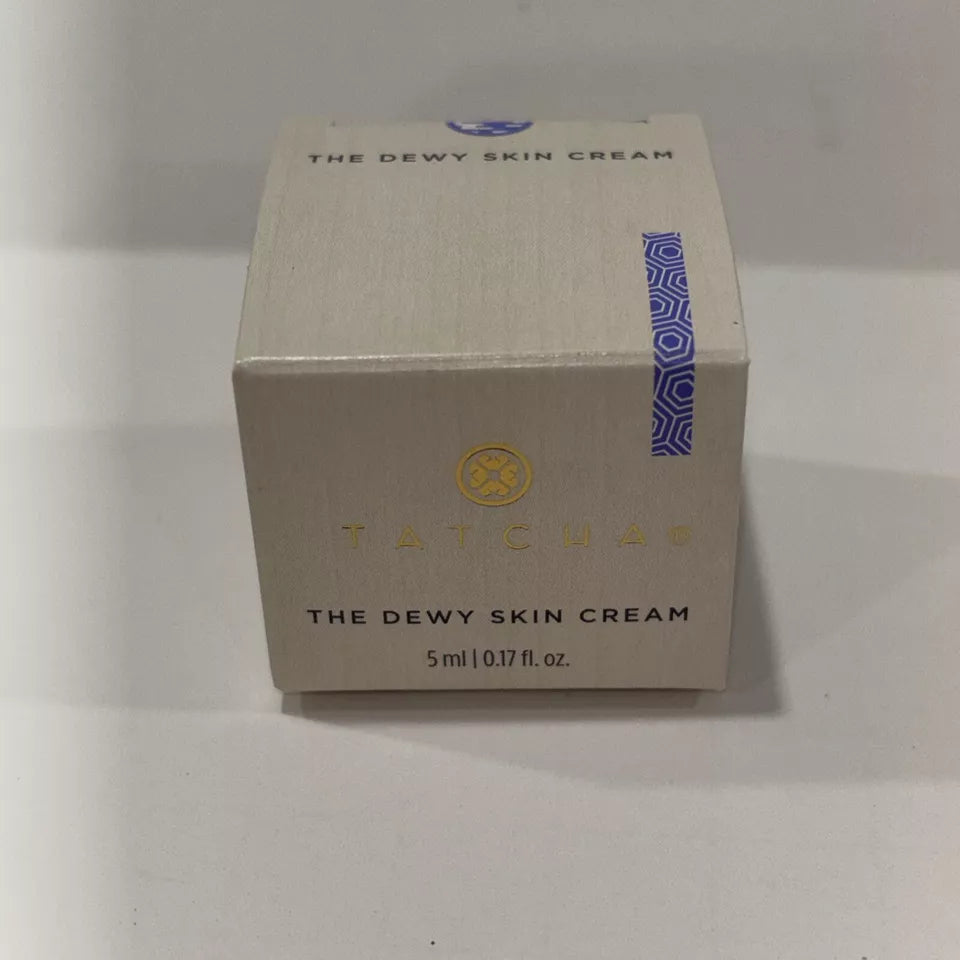 THE DEWY SKIN CREAM
TATCHA®
THE DEWY SKIN CREAM
5 ml | 0.17 fl. oz.